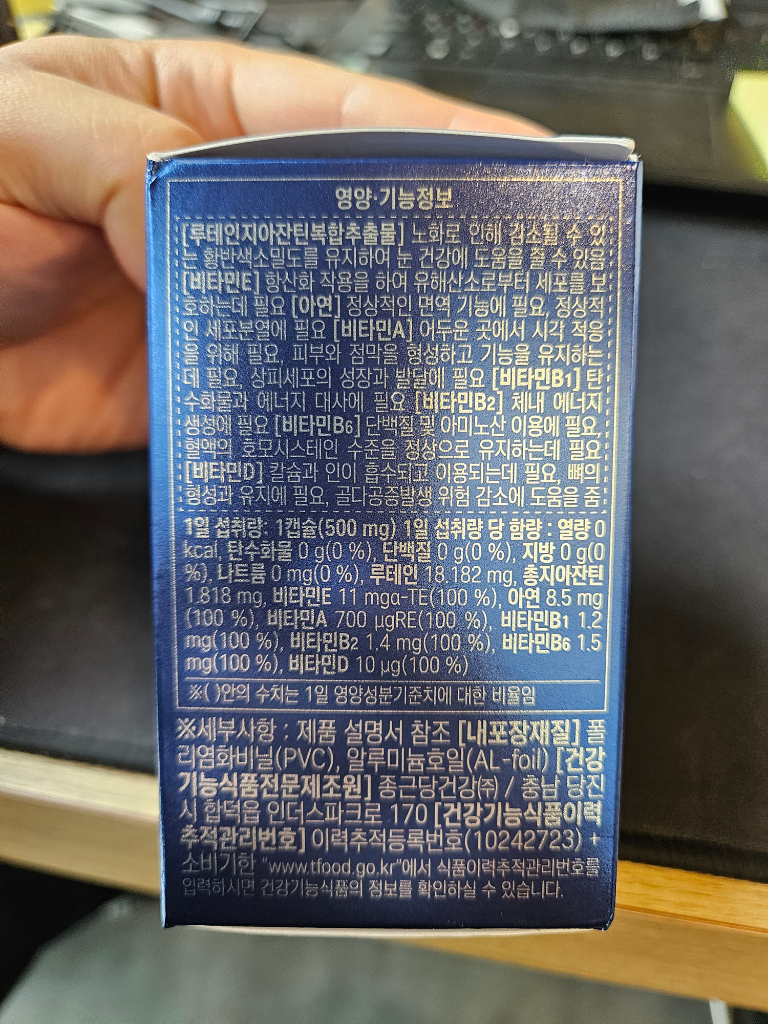 영양·기능정보
[루테인지아잔틴복합추출물] 노화로 인해 감소될 수 있
는 황반색소밀도를 유지하여 눈 건강에 도움을 줄 수 있음
[비타민E] 항산화 작용을 하여 유해산소로부터 세포를 보
호하는데 필요 [아연] 정상적인 면역 기능에 필요, 정상적
인 세포분열에 필요 [비타민A] 어두운 곳에서 시각 적응
을 위해 필요, 피부와 점막을 형성하고 기능을 유지하는
데 필요, 상피세포의 성장과 발달에 필요 [비타민B1] 탄
수화물과 에너지 대사에 필요 [비타민B2] 체내 에너지
생성에 필요 [비타민B6] 단백질 및 아미노산 이용에 필요,
혈액의 호모시스테인 수준을 정상으로 유지하는데 필요
[비타민D] 칼슘과 인이 흡수되고 이용되는데 필요, 뼈의
형성과 유지에 필요, 골다공증발생 위험 감소에 도움을 줌
1일 섭취량: 1캡슐(500 mg) 1일 섭취량 당 함량 : 열량 0
kcal, 탄수화물 0 g(0 %), 단백질 0 g(0 %), 지방 0 g(0
%), 나트륨 0 mg(0 %), 루테인 18.182 mg, 총지아잔틴
1.818 mg, 비타민E 11 mgα-TE(100 %), 아연 8.5 mg
(100 %), 비타민A 700 μgRE(100 %), 비타민B1 1.2
mg(100 %), 비타민B2 1.4 mg(100 %), 비타민B6 1.5
mg(100 %), 비타민D 10 μg(100 %)
※( )안의 수치는 1일 영양성분기준치에 대한 비율임
※세부사항 : 제품 설명서 참조 [내포장재질] 폴
리염화비닐(PVC), 알루미늄호일(AL-foil) [건강
기능식품전문제조원] 종근당건강㈜ / 충남 당진
시 합덕읍 인더스파크로 170 [건강기능식품이력
추적관리번호] 이력추적등록번호(10242723) +
소비기한 "www.tfood.go.kr"에서 식품이력추적관리번호를
입력하시면 건강기능식품의 정보를 확인하실 수 있습니다.